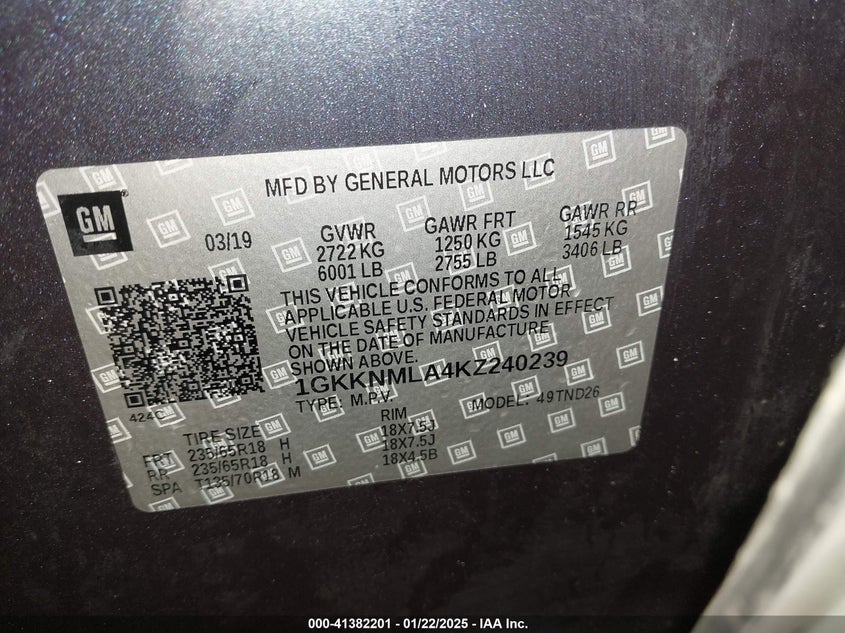 GM
MFD BY GENERAL MOTORS LLC
03/19
GVWR
2722 KG
6001 LB
GAWR FRT
1250 KG
2755 LB
GAWR RR
1545 KG
3406 LB
THIS VEHICLE CONFORMS TO ALL
APPLICABLE U.S. FEDERAL MOTOR
VEHICLE SAFETY STANDARDS IN EFFECT
ON THE DATE OF MANUFACTURE
SHOWN ABOVE.
1GKKNMLA4KZ240239
TYPE: M.P.V. MODEL: 49TND26
TIRE SIZE RIM
FRT 235/65R18 H 18X7.5J
RR 235/65R18 H 18X7.5J
SPA T135/70R18 M 18X4.5B
000-41382201 - 01/22/2025 - IAA Inc.